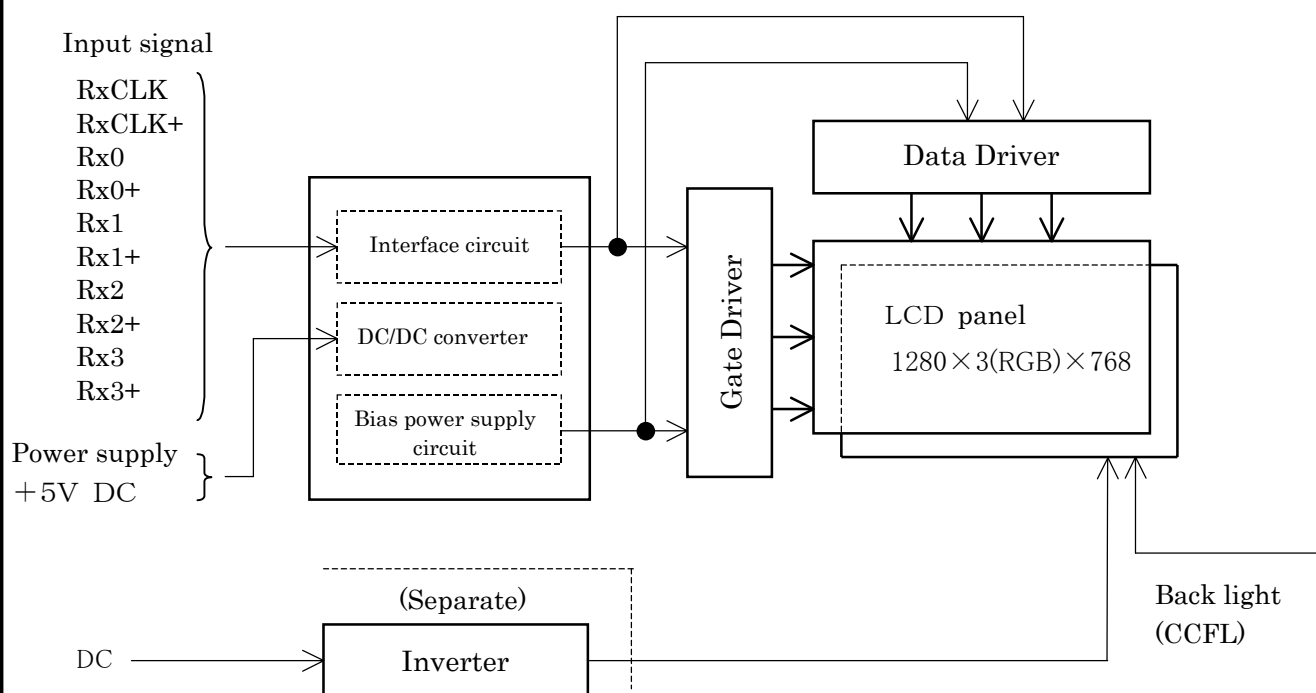 Input signal
RxCLK
RxCLK+
Rx0
Rx0+
Rx1
Rx1+
Rx2
Rx2+
Rx3
Rx3+
Power supply
+5V DC
Interface circuit
DC/DC converter
Bias power supply
circuit
Gate Driver
Data Driver
LCD panel
1280×3(RGB)×768
(Separate)
DC
Inverter
Back light
(CCFL)